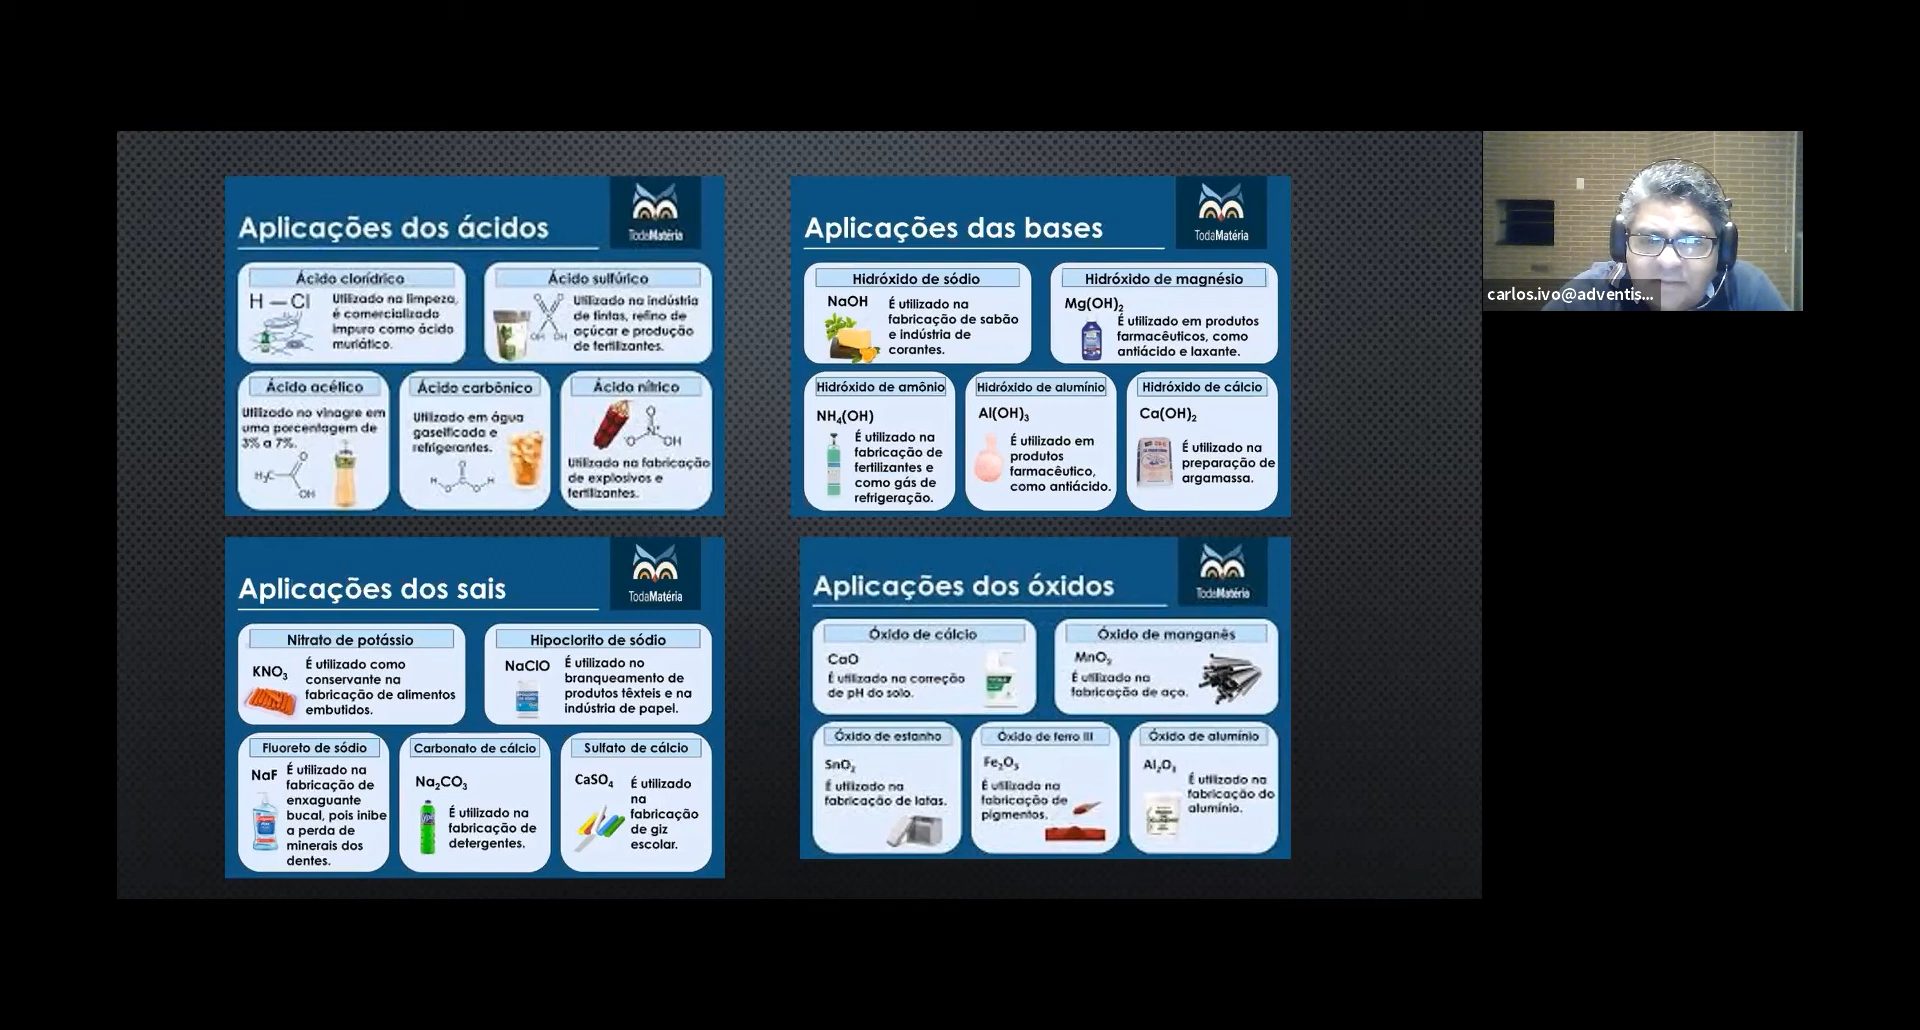 Aplicações dos ácidos
TodaMatéria
Ácido clorídrico
H — Cl
Utilizado na limpeza,
é comercializado
impuro como ácido
muriático.
Ácido sulfúrico
OH OH
Utilizado na indústria
de tintas, refino de
açúcar e produção
de fertilizantes.
Ácido acélico
Utilizado no vinagre em
uma porcentagem de
3% a 7%.
H₃C
O
OH
Ácido carbônico
Utilizado em água
gaseificada e
refrigerantes.
Ácido nítrico
OH
Utilizado na fabricação
de explosivos e
fertilizantes.
Aplicações das bases
TodaMatéria
Hidróxido de sódio
NaOH
É utilizado na
fabricação de sabão
e indústria de
corantes.
Hidróxido de magnésio
Mg(OH)₂
É utilizado em produtos
farmacêuticos, como
antiácido e laxante.
Hidróxido de amônio
NH₄(OH)
É utilizado na
fabricação de
fertilizantes e
como gás de
refrigeração.
Hidróxido de alumínio
Al(OH)₃
É utilizado em
produtos
farmacêutico,
como antiácido.
Hidróxido de cálcio
Ca(OH)₂
É utilizado na
preparação de
argamassa.
Aplicações dos sais
TodaMatéria
Nitrato de potássio
KNO₃
É utilizado como
conservante na
fabricação de alimentos
embutidos.
Hipoclorito de sódio
NaClO
É utilizado no
branqueamento de
produtos têxteis e na
indústria de papel.
Fluoreto de sódio
NaF
É utilizado na
fabricação de
enxaguante
bucal, pois inibe
a perda de
minerais dos
dentes.
Carbonato de cálcio
Na₂CO₃
É utilizado na
fabricação de
detergentes.
Sulfato de cálcio
CaSO₄
É utilizado
na
fabricação
de giz
escolar.
Aplicações dos óxidos
TodaMatéria
Óxido de cálcio
CaO
É utilizado na correção
de pH do solo.
Óxido de manganês
MnO₂
É utilizado na
fabricação de aço.
Óxido de estanho
SnO₂
É utilizado na
fabricação de latas.
Óxido de ferro III
Fe₂O₃
É utilizado na
fabricação de
pigmentos.
Óxido de alumínio
Al₂O₃
É utilizado na
fabricação do
alumínio.
carlos.ivo@adventis...